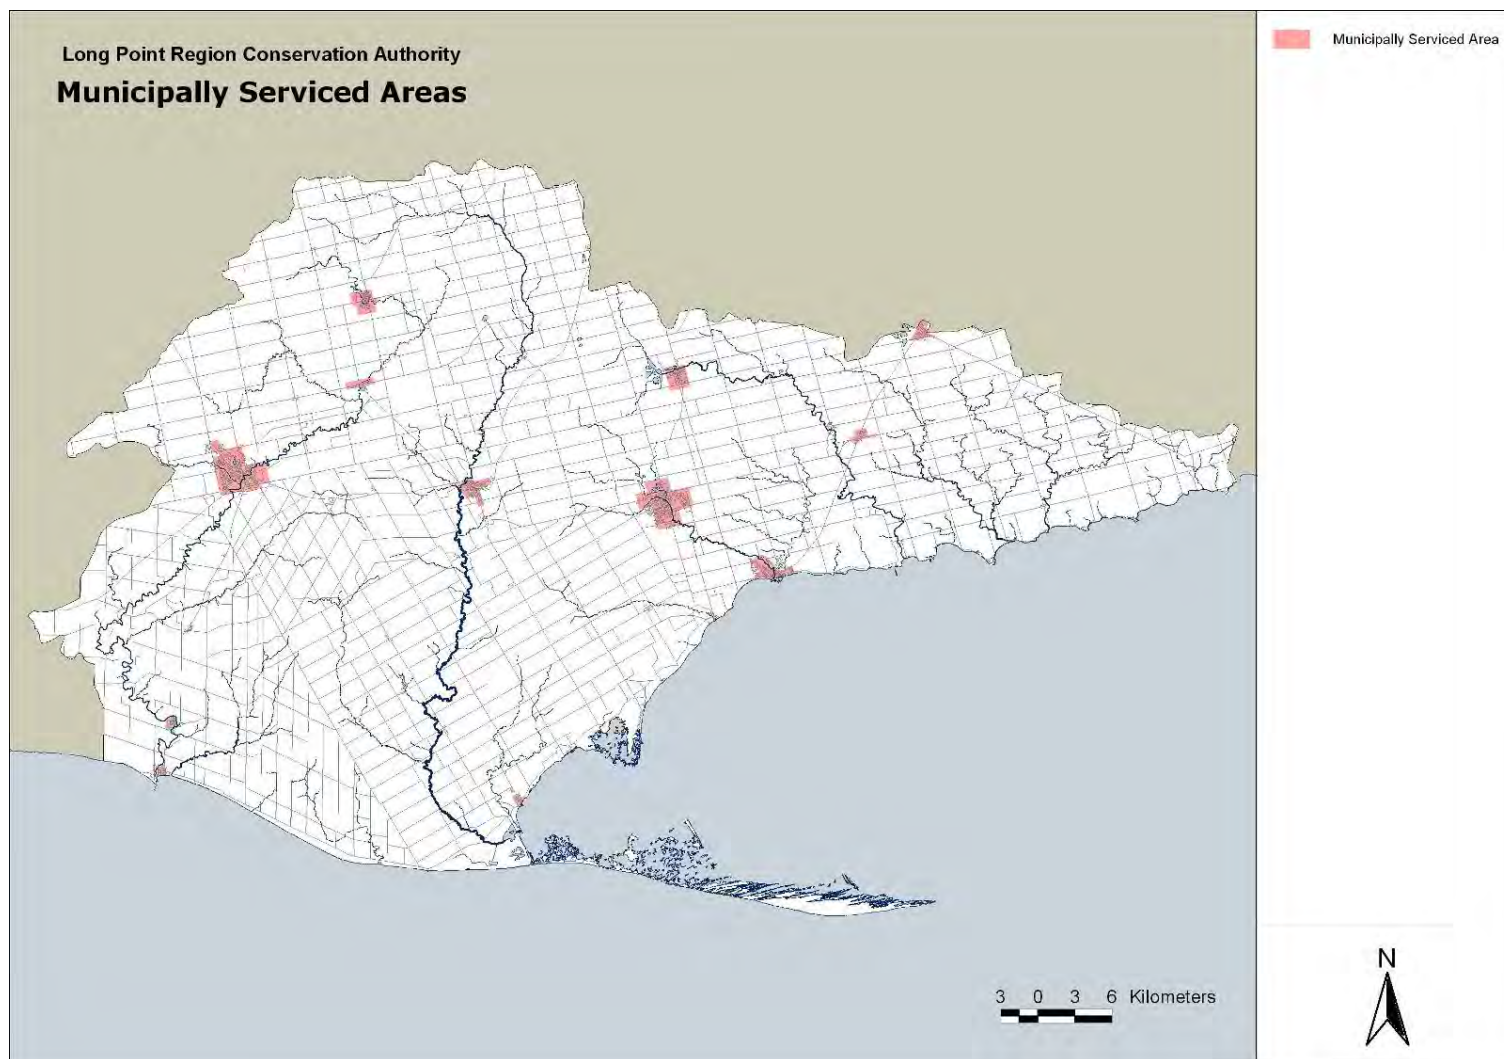 Long Point Region Conservation Authority
Municipally Serviced Areas
Municipally Serviced Area
N
3 0 3 6 Kilometers